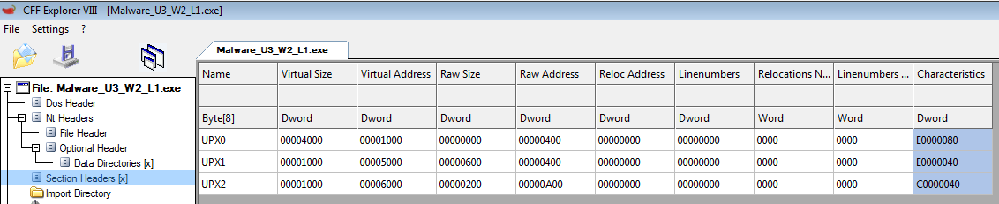 CFF Explorer VIII - [Malware_U3_W2_L1.exe]
File Settings ?
Malware_U3_W2_L1.exe
File: Malware_U3_W2_L1.exe
Dos Header
Nt Headers
File Header
Optional Header
Data Directories [x]
Section Headers [x]
Import Directory
Name Virtual Size Virtual Address Raw Size Raw Address Reloc Address Linenumbers Relocations N... Linenumbers ... Characteristics
Byte[8] Dword Dword Dword Dword Dword Dword Word Word Dword
UPX0 00004000 00001000 00000000 00000400 00000000 00000000 0000 0000 E0000080
UPX1 00001000 00005000 00000600 00000400 00000000 00000000 0000 0000 E0000040
UPX2 00001000 00006000 00000200 00000A00 00000000 00000000 0000 0000 C0000040